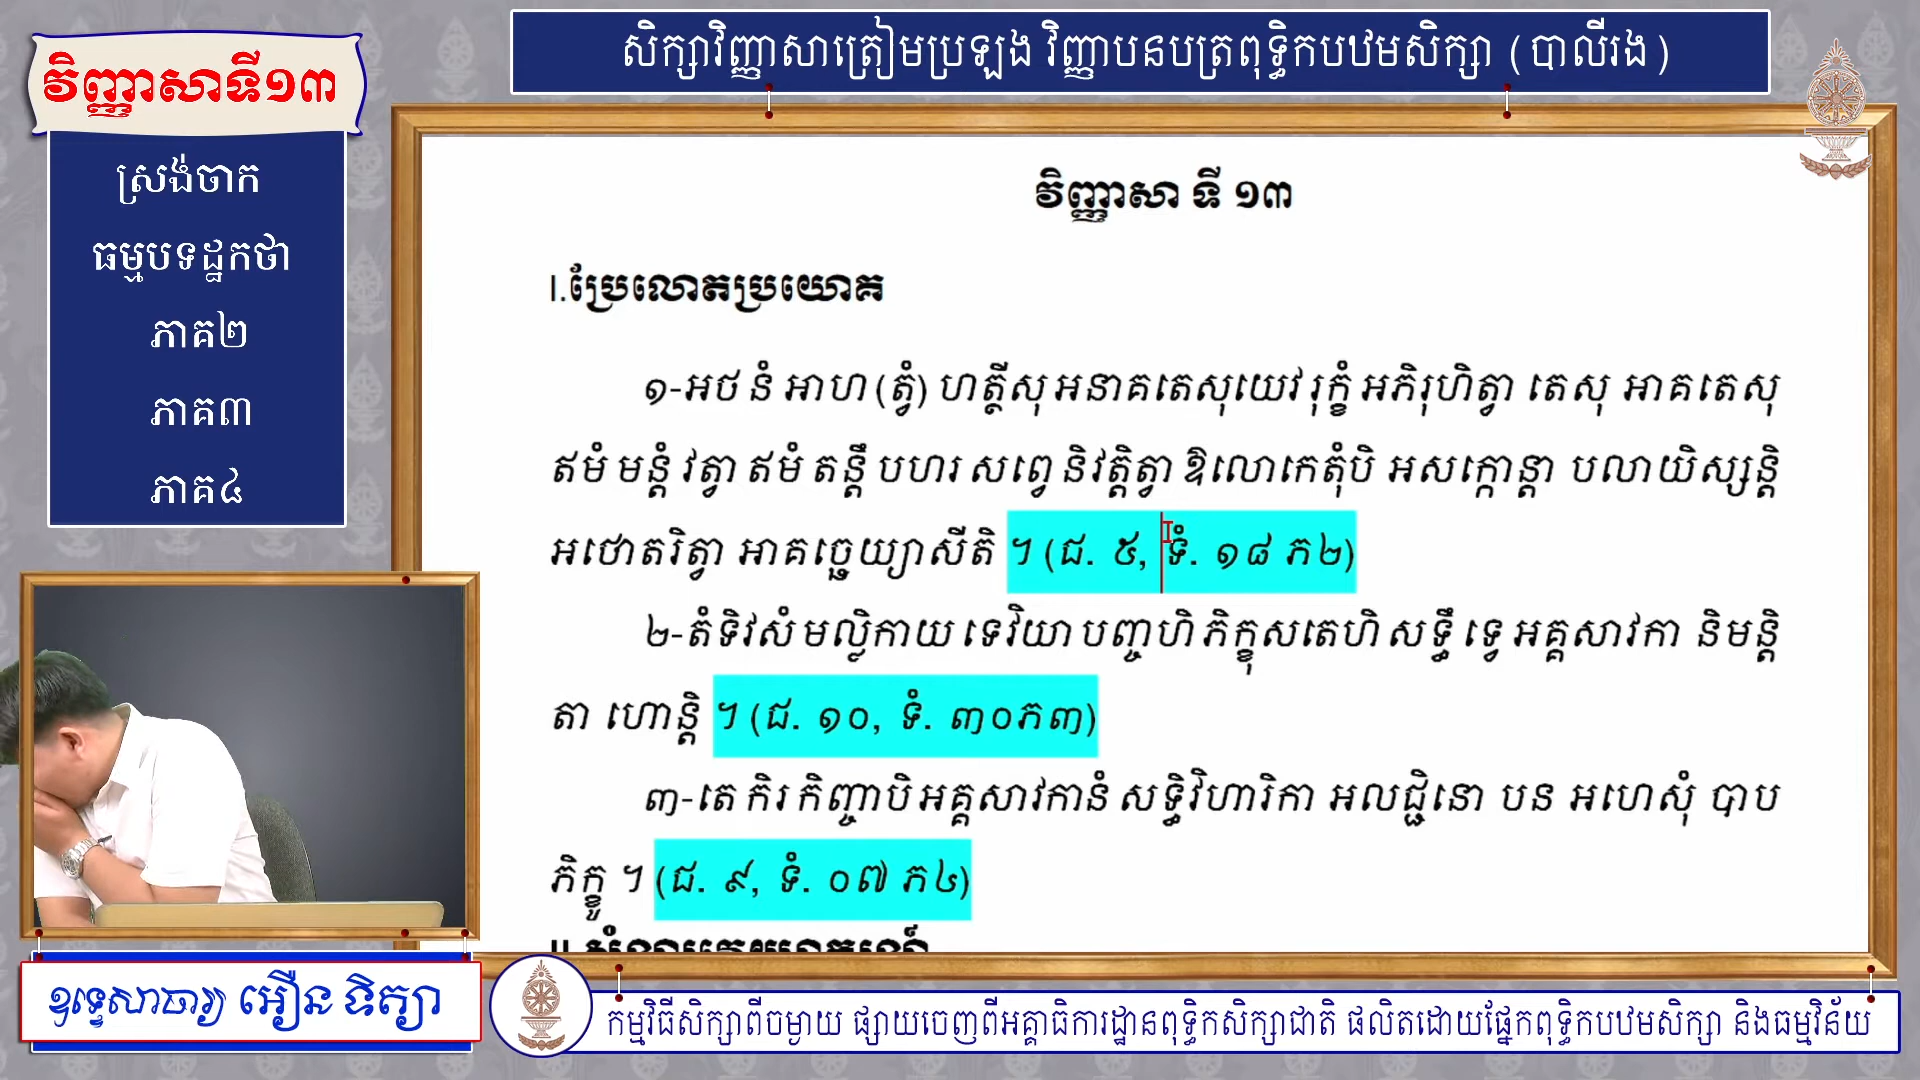 សិក្សាវិញ្ញាសាត្រៀមប្រឡង វិញ្ញាបនបត្រពុទ្ធិកបឋមសិក្សា (បាលីរង)
វិញ្ញាសាទី១៣
ស្រង់ចាក
ធម្មបទដ្ឋកថា
ភាគ២
ភាគ៣
ភាគ៤
វិញ្ញាសា ទី ១៣
I.ប្រែលោតប្រយោគ
១-អថ នំ អាហ (ត្វំ) ហត្ថីសុ អនាគតេសុយេវ រុក្ខំ អភិរុហិត្វា តេសុ អាគតេសុ
ឥមំ មន្តំ វត្វា ឥមំ តន្តឹ បហរ សព្វេ និវត្តិត្វា ឱលោកេតុំបិ អសក្កោន្តា បលាយិស្សន្តិ
អថោតរិត្វា អាគច្ឆេយ្យាសីតិ ។ (ជ. ៥, ទំ. ១៨ ភ២)
២-តំទិវសំ មល្លិកាយ ទេវិយា បញ្ចហិ ភិក្ខុសតេហិ សទ្ធឹ ទ្វេ អគ្គសាវកា និមន្តិ
តា ហោន្តិ ។ (ជ. ១០, ទំ. ៣០ភ៣)
៣-តេ កិរ កិញ្ចាបិ អគ្គសាវកានំ សទ្ធិវិហារិកា អលជ្ជិនោ បន អហេសុំ បាប
ភិក្ខូ ។ (ជ. ៩, ទំ. ០៧ ភ៤)
ឧទ្ទេសាចារ្យ អឿន ទិត្យា
កម្មវិធីសិក្សាពីចម្ងាយ ផ្សាយចេញពីអគ្គាធិការដ្ឋានពុទ្ធិកសិក្សាជាតិ ផលិតដោយផ្នែកពុទ្ធិកបឋមសិក្សា និងធម្មវិន័យ